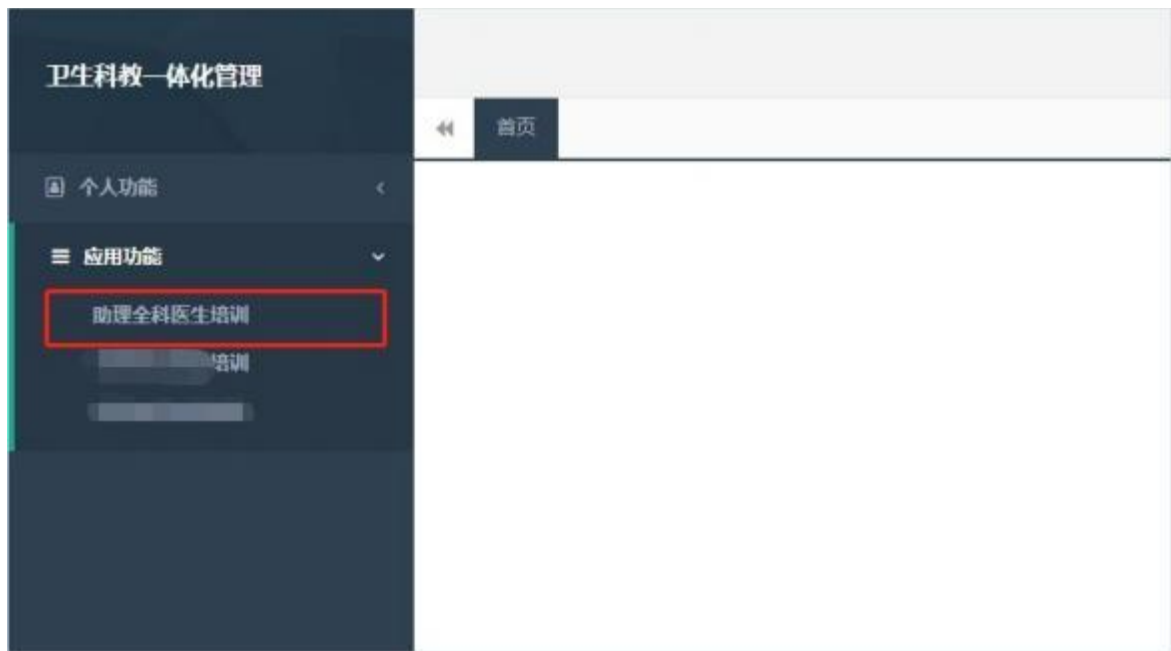 卫生科教一体化管理
首页
个人功能
应用功能
助理全科医生培训
培训